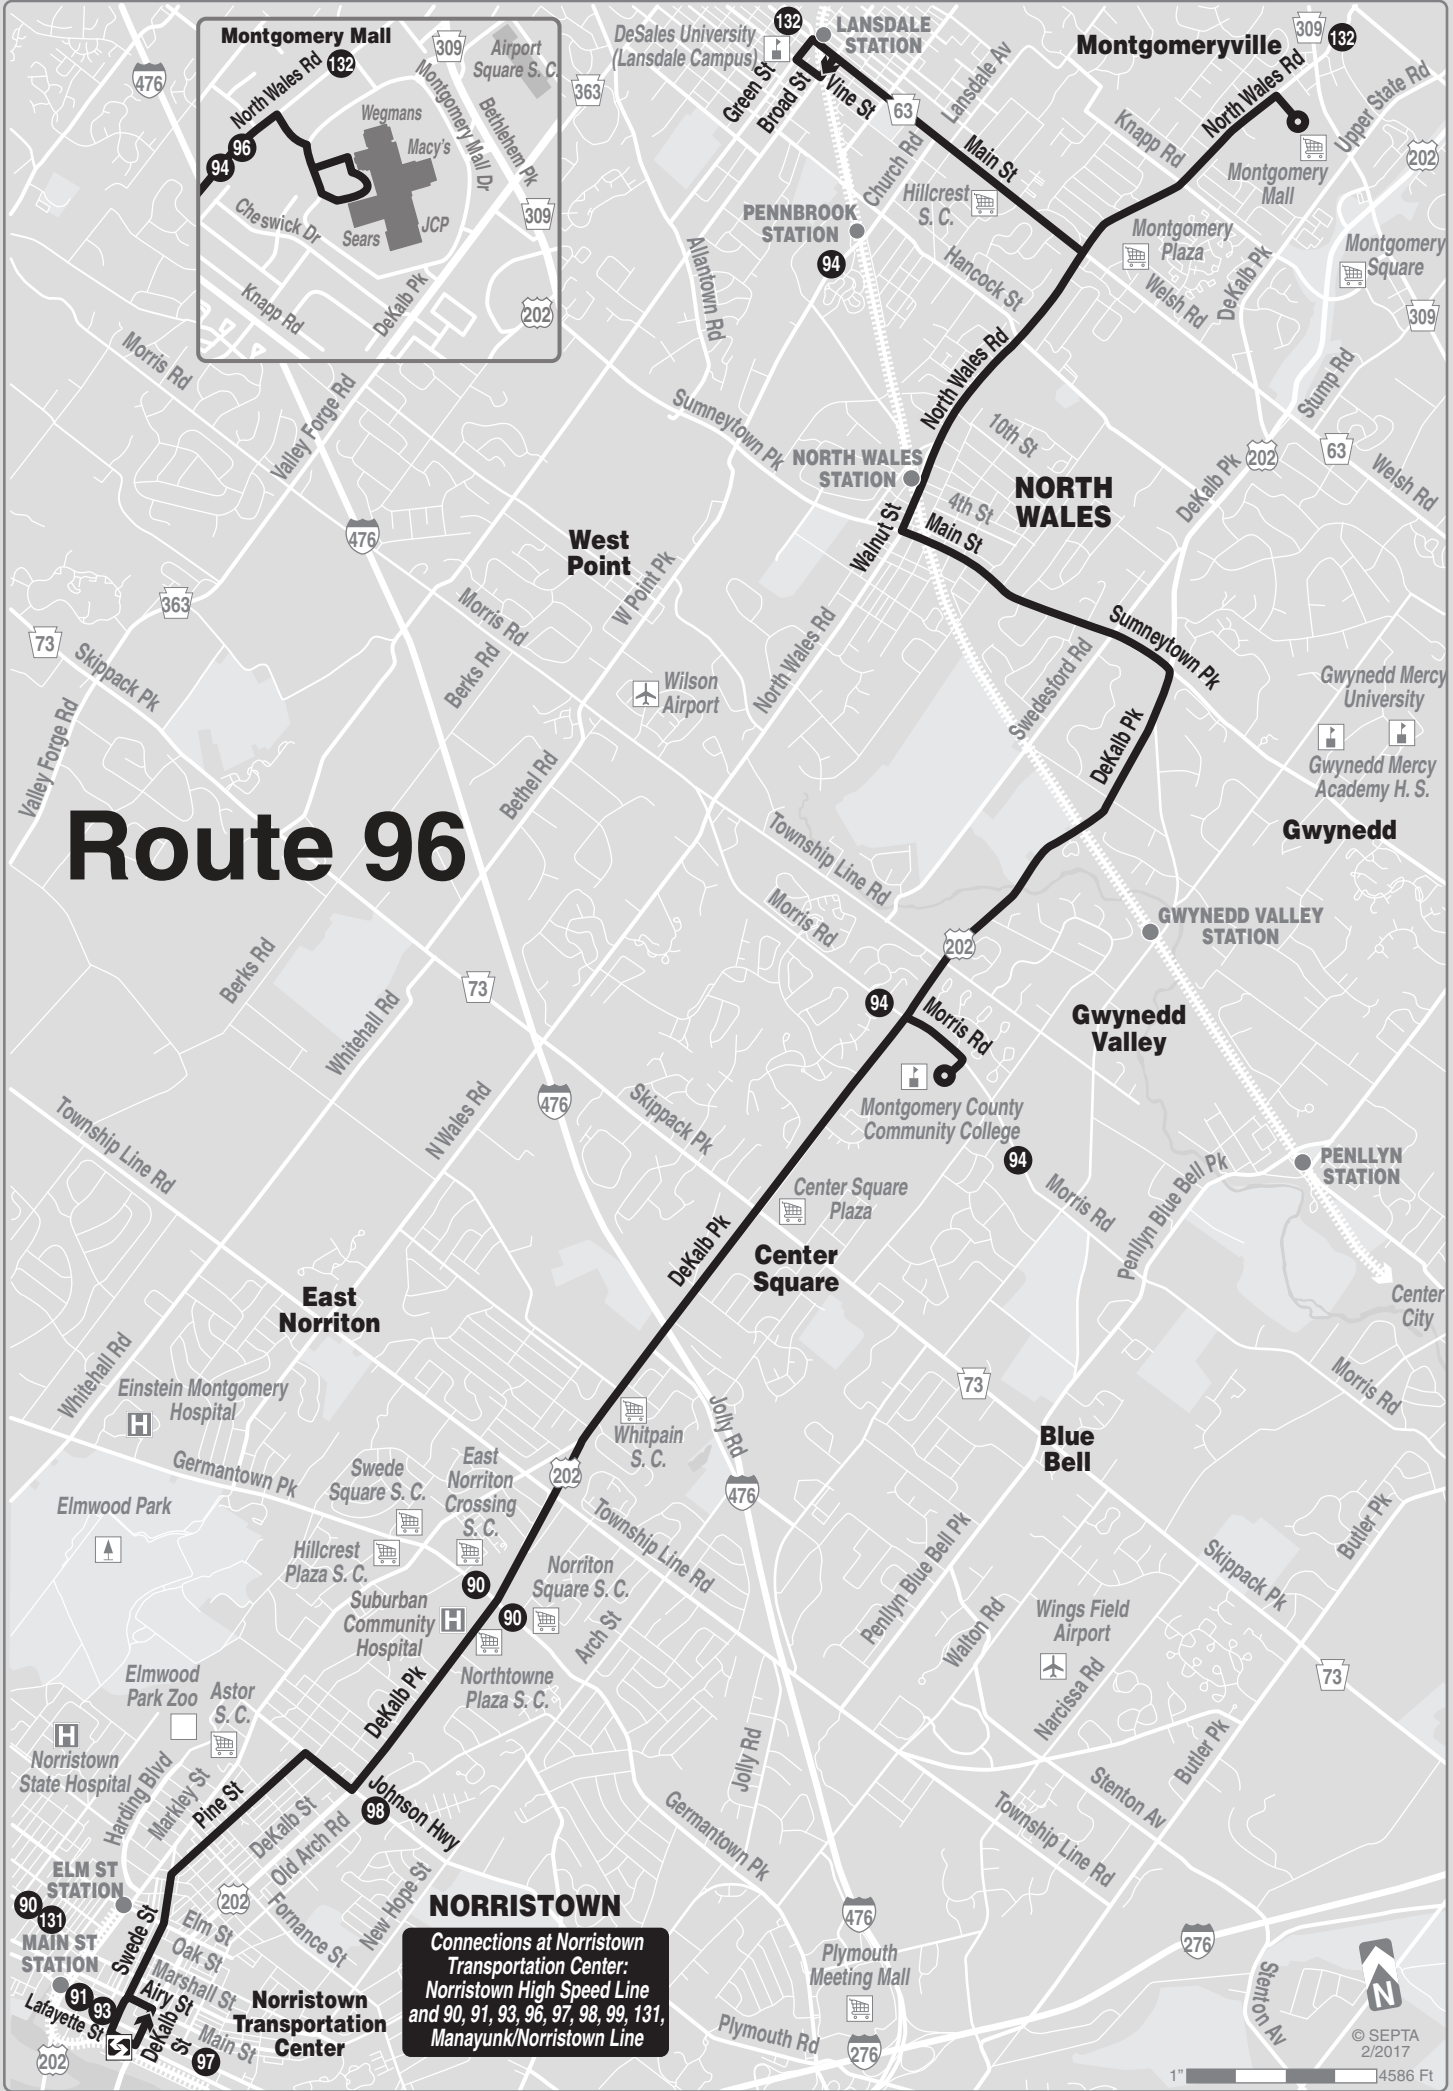 Montgomery Mall
132
North Wales Rd
96
94
309
Airport
Square S. C.
Montgomery Mall Dr
Bethlehem Pk
Wegmans
Macy's
JCP
Sears
Cheswick Dr
Knapp Rd
DeKalb Pk
309
202
476
363
DeSales University
(Lansdale Campus)
132
LANSDALE
STATION
Green St
Broad St
Vine St
63
Lansdale Av
Church Rd
Main St
Montgomeryville
309
132
North Wales Rd
Upper State Rd
Knapp Rd
Montgomery
Mall
202
Hillcrest
S. C.
PENNBROOK
STATION
94
Montgomery
Plaza
Montgomery
Square
Welsh Rd
DeKalb Pk
309
Hancock St
Allantown Rd
Morris Rd
Valley Forge Rd
North Wales Rd
Stump Rd
Sumneytown Pk
10th St
NORTH WALES
STATION
202
63
Welsh Rd
DeKalb Pk
NORTH
WALES
4th St
Main St
Walnut St
476
West
Point
W Point Pk
363
73
Skippack Pk
Morris Rd
Berks Rd
North Wales Rd
Sumneytown Pk
Swedesford Rd
Wilson
Airport
Gwynedd Mercy
University
Gwynedd Mercy
Academy H. S.
Valley Forge Rd
DeKalb Pk
Bethel Rd
Gwynedd
Route 96
Township Line Rd
Morris Rd
GWYNEDD VALLEY
STATION
202
Berks Rd
73
Whitehall Rd
94
Morris Rd
Gwynedd
Valley
476
Montgomery County
Community College
N Wales Rd
Skippack Pk
Township Line Rd
94
PENLLYN
STATION
Penllyn Blue Bell Pk
Morris Rd
Center Square
Plaza
DeKalb Pk
Center
Square
Center
City
East
Norriton
Whitehall Rd
Einstein Montgomery
Hospital
73
Morris Rd
Jolly Rd
Whitpain
S. C.
Blue
Bell
Germantown Pk
Swede
Square S. C.
East
Norriton
Crossing
S. C.
202
476
Elmwood Park
Township Line Rd
Penllyn Blue Bell Pk
Skippack Pk
Butler Pk
Hillcrest
Plaza S. C.
90
Norriton
Square S. C.
Suburban
Community
Hospital
90
Arch St
Walton Rd
Wings Field
Airport
Elmwood
Park Zoo
Astor
S. C.
DeKalb Pk
Northtowne
Plaza S. C.
Narcissa Rd
73
Norristown
State Hospital
Harding Blvd
Markley St
Pine St
DeKalb St
Old Arch Rd
98
Johnson Hwy
Jolly Rd
Butler Pk
Stenton Av
Township Line Rd
Germantown Pk
ELM ST
STATION
202
Fornance St
New Hope St
90
131
MAIN ST
STATION
Swede St
Elm St
Oak St
Marshall St
Airy St
91
93
Lafayette St
DeKalb St
Main St
97
202
Norristown
Transportation
Center
NORRISTOWN
Connections at Norristown
Transportation Center:
Norristown High Speed Line
and 90, 91, 93, 96, 97, 98, 99, 131,
Manayunk/Norristown Line
476
Plymouth
Meeting Mall
Plymouth Rd
276
276
Stenton Av
N
© SEPTA
2/2017
1"
4586 Ft